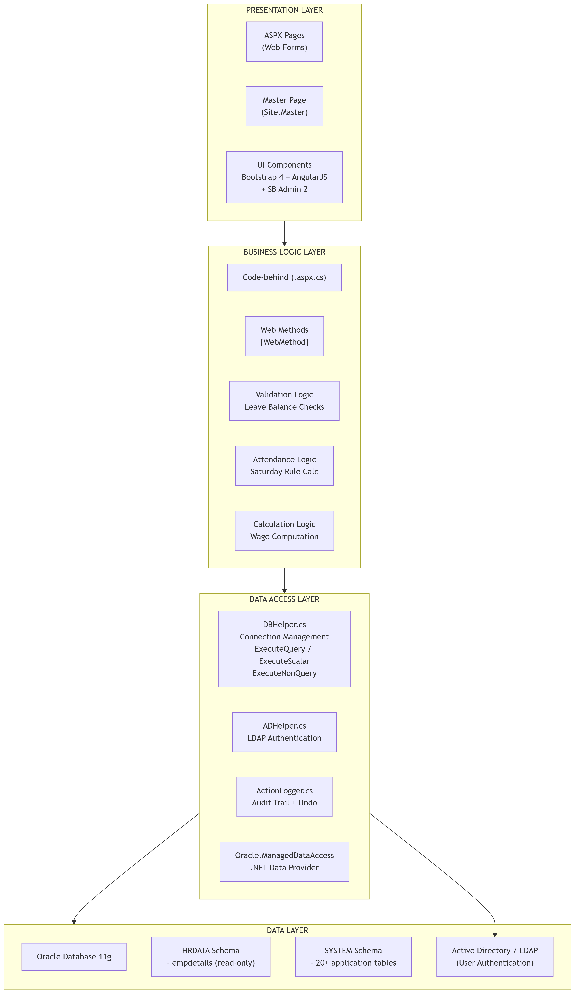 PRESENTATION LAYER
ASPX Pages
(Web Forms)
Master Page
(Site.Master)
UI Components
Bootstrap 4 + AngularJS
+ SB Admin 2
BUSINESS LOGIC LAYER
Code-behind (.aspx.cs)
Web Methods
[WebMethod]
Validation Logic
Leave Balance Checks
Attendance Logic
Saturday Rule Calc
Calculation Logic
Wage Computation
DATA ACCESS LAYER
DBHelper.cs
Connection Management
ExecuteQuery /
ExecuteScalar
ExecuteNonQuery
ADHelper.cs
LDAP Authentication
ActionLogger.cs
Audit Trail + Undo
Oracle.ManagedDataAccess
.NET Data Provider
DATA LAYER
Oracle Database 11g
HRDATA Schema
- empdetails (read-only)
SYSTEM Schema
- 20+ application tables
Active Directory / LDAP
(User Authentication)